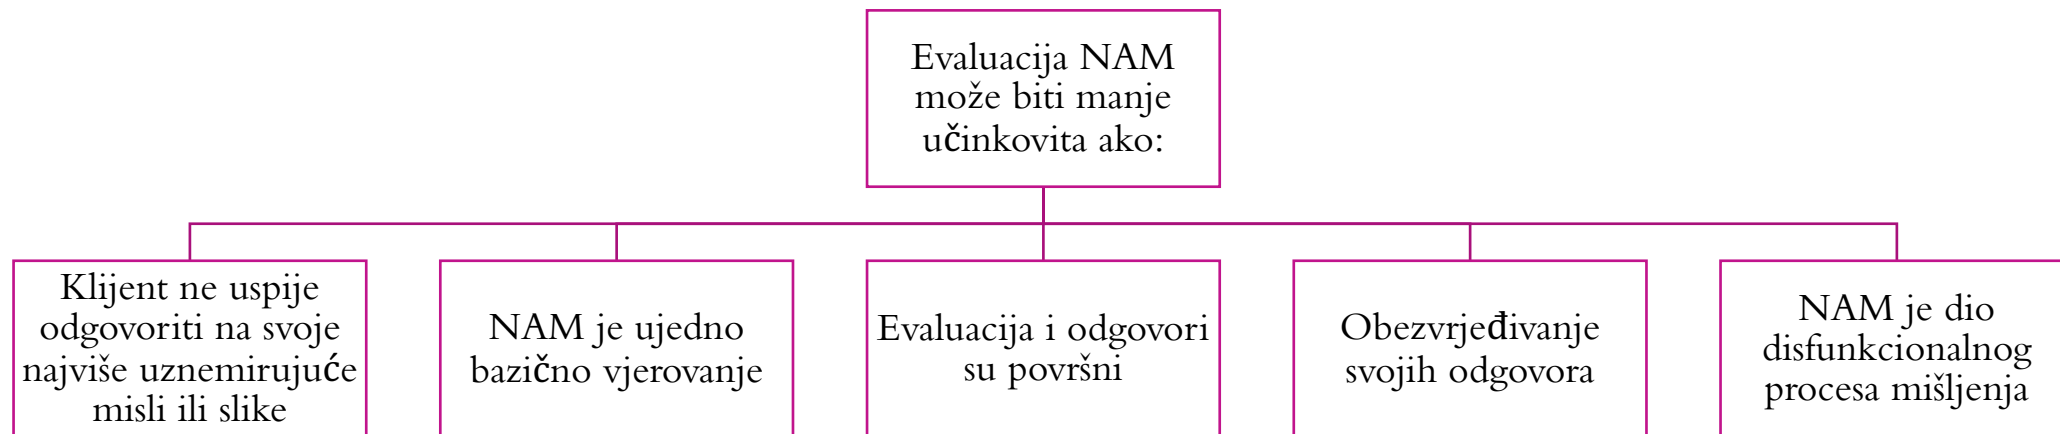 Evaluacija NAM
može biti manje
učinkovita ako:
Klijent ne uspije
odgovoriti na svoje
najviše uznemirujuće
misli ili slike
NAM je ujedno
bazično vjerovanje
Evaluacija i odgovori
su površni
Obezvrjeđivanje
svojih odgovora
NAM je dio
disfunkcionalnog
procesa mišljenja